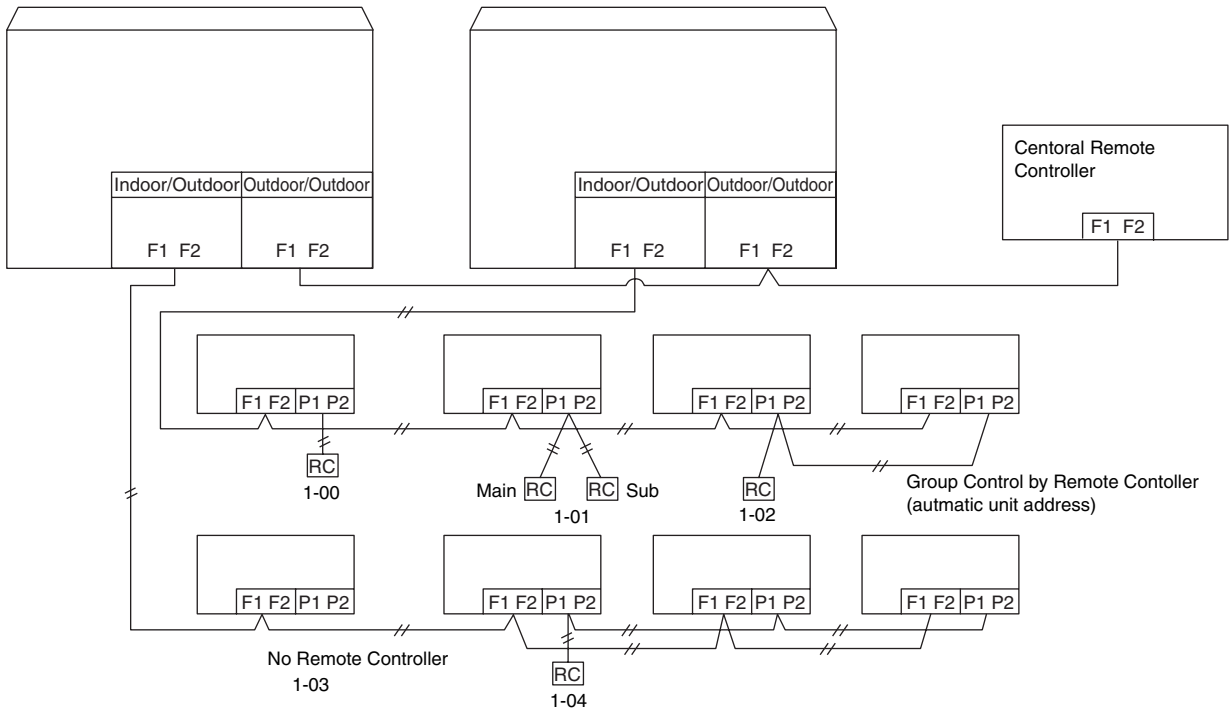 Indoor/Outdoor Outdoor/Outdoor
F1 F2 F1 F2
Indoor/Outdoor Outdoor/Outdoor
F1 F2 F1 F2
Centoral Remote
Controller
F1 F2
F1 F2 P1 P2
F1 F2 P1 P2
F1 F2 P1 P2
F1 F2 P1 P2
RC
1-00
Main RC RC Sub
1-01
RC
1-02
Group Control by Remote Contoller
(autmatic unit address)
F1 F2 P1 P2
F1 F2 P1 P2
F1 F2 P1 P2
F1 F2 P1 P2
No Remote Controller
1-03
RC
1-04